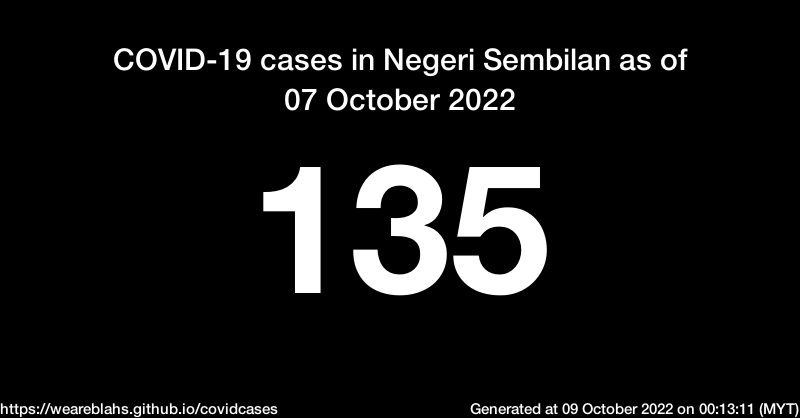 COVID-19 cases in Negeri Sembilan as of
07 October 2022
135
https://weareblahs.github.io/covidcases
Generated at 09 October 2022 on 00:13:11 (MYT)